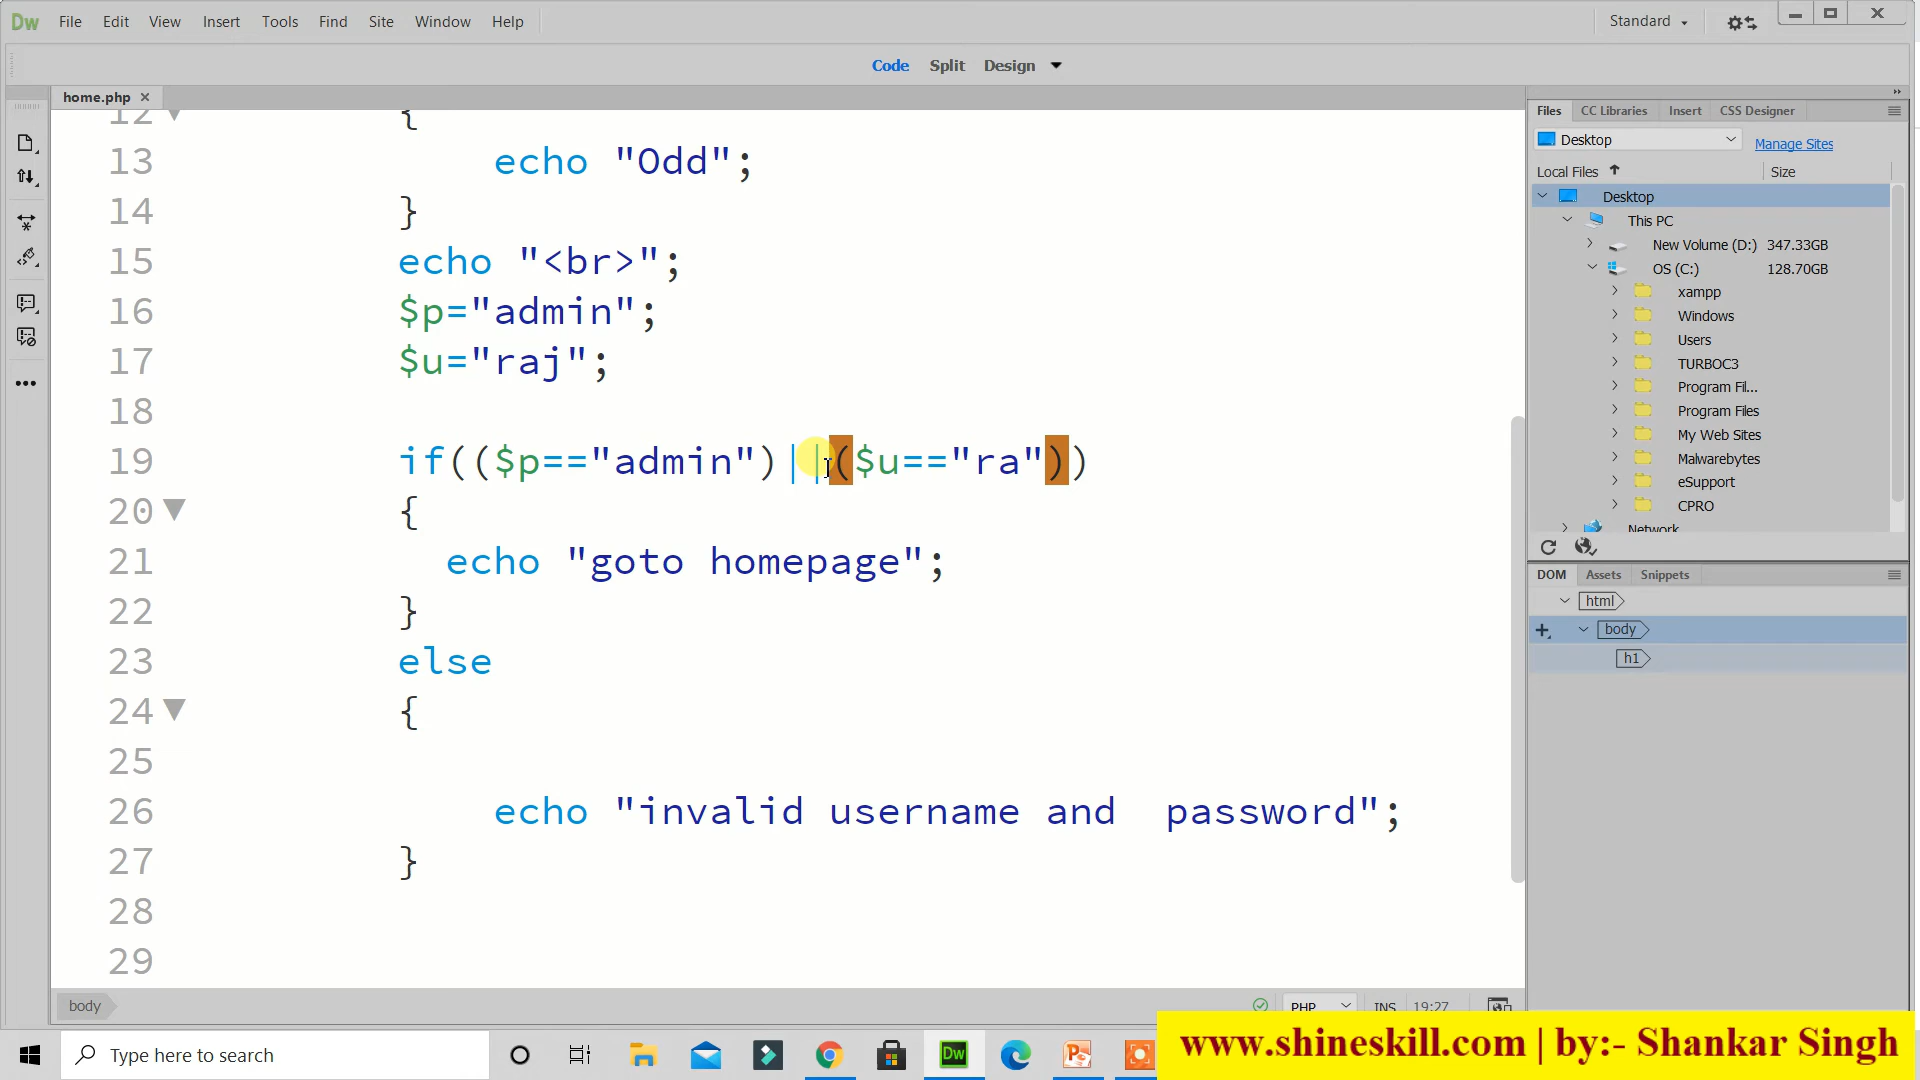 Dw File Edit View Insert Tools Find Site Window Help Standard
Code Split Design
home.php
12 {
13 echo "Odd";
14 }
15 echo "<br>";
16 $p="admin";
17 $u="raj";
18
19 if(($p=="admin")||($u=="ra"))
20 {
21 echo "goto homepage";
22 }
23 else
24 {
25
26 echo "invalid username and  password";
27 }
28
29
body
PHP INS 19:27
Files CC Libraries Insert CSS Designer
Desktop Manage Sites
Local Files Size
Desktop
This PC
New Volume (D:) 347.33GB
OS (C:) 128.70GB
xampp
Windows
Users
TURBOC3
Program Fil...
Program Files
My Web Sites
Malwarebytes
eSupport
CPRO
Network
DOM Assets Snippets
html
body
h1
Type here to search
Dw
www.shineskill.com | by:- Shankar Singh